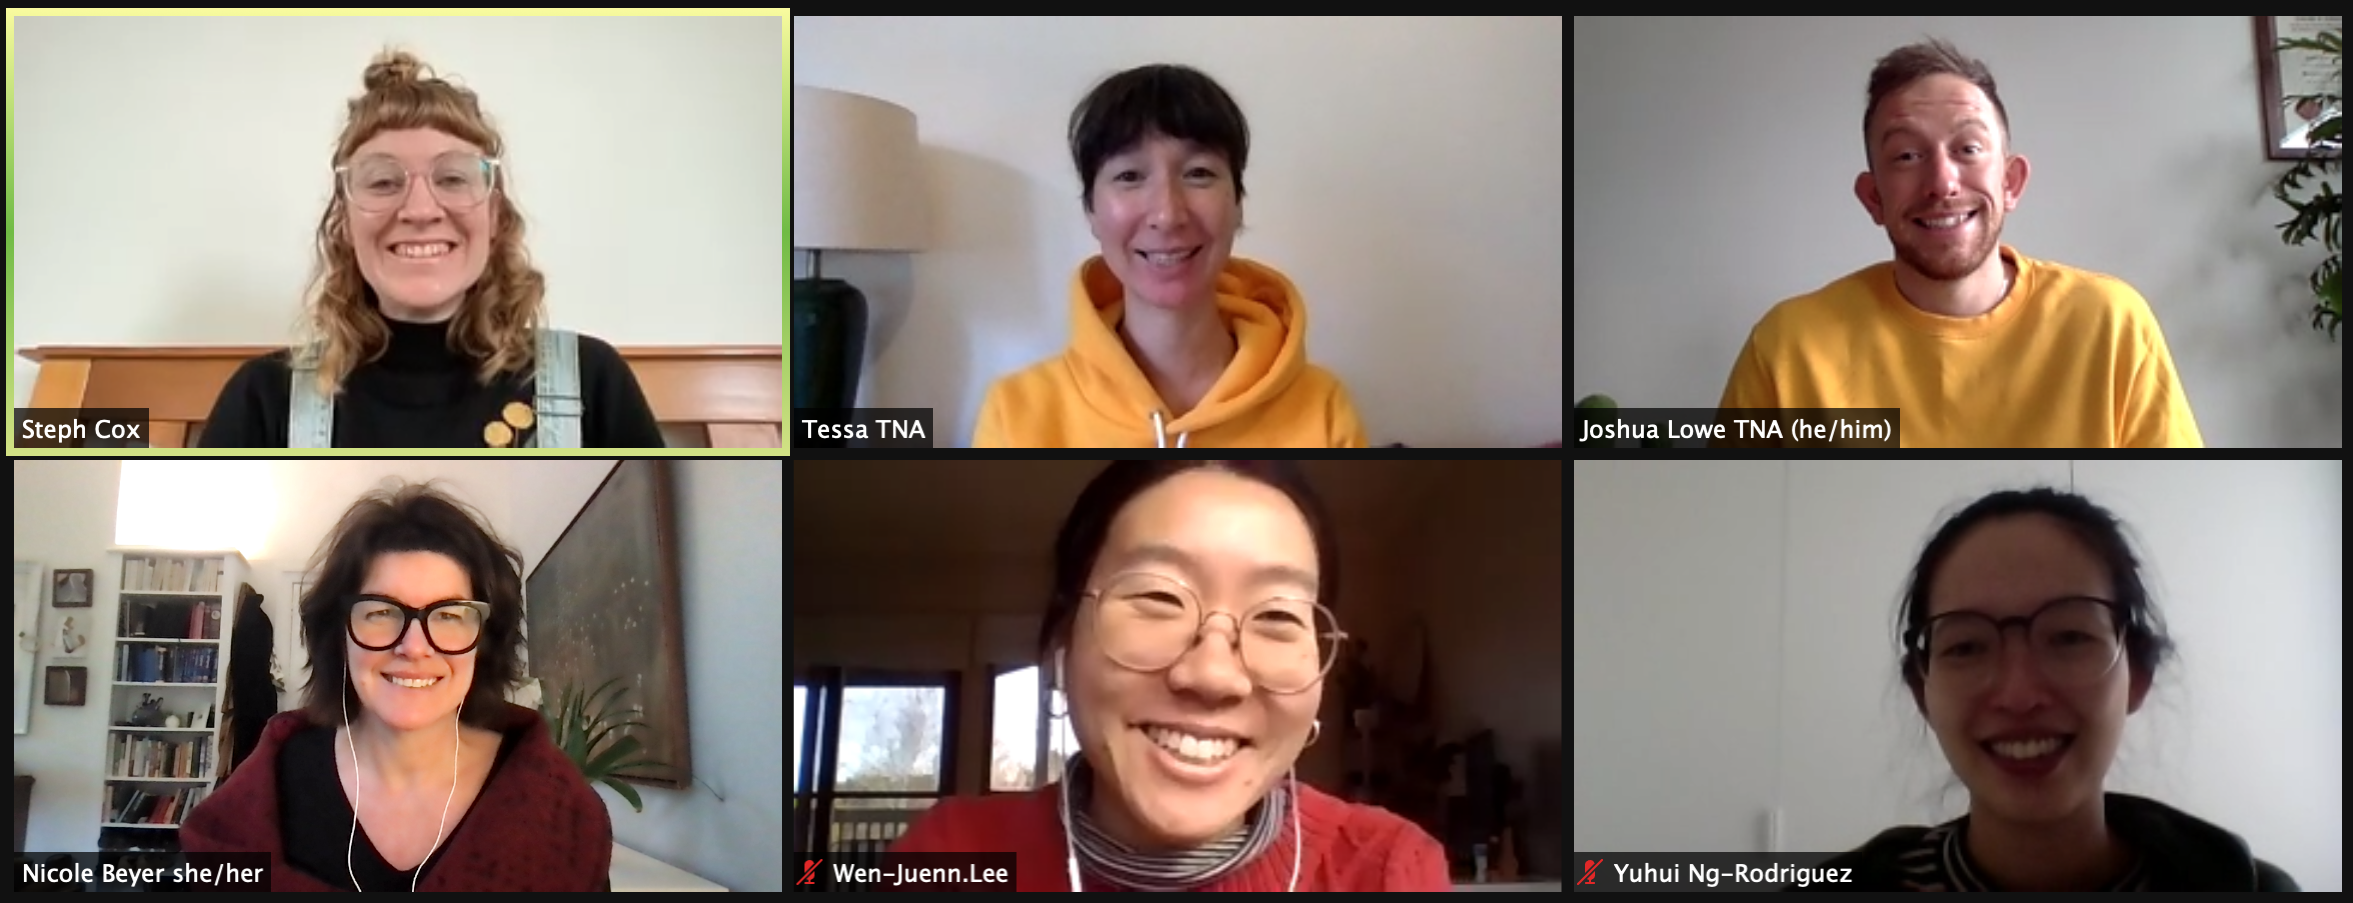 Steph Cox
Tessa TNA
Joshua Lowe TNA (he/him)
Nicole Beyer she/her
Wen-Juenn.Lee
Yuhui Ng-Rodriguez